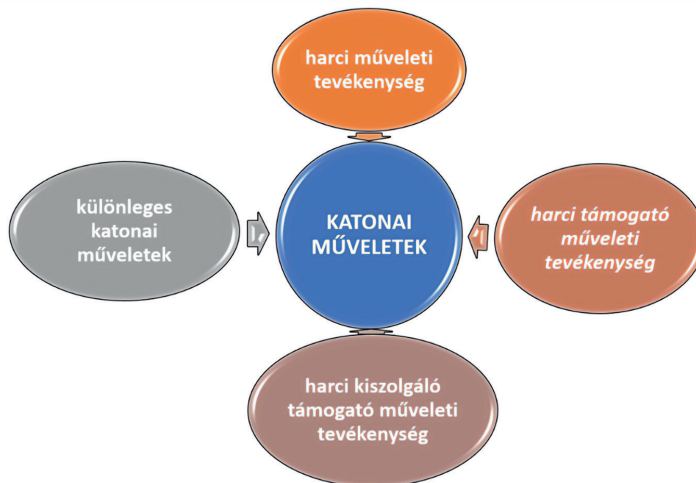 harci műveleti
tevékenység
különleges
katonai
műveletek
KATONAI
MŰVELETEK
harci támogató
műveleti
tevékenység
harci kiszolgáló
támogató műveleti
tevékenység